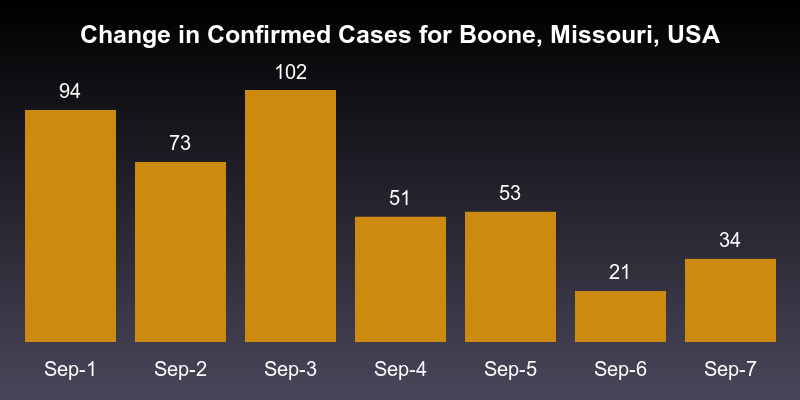 Change in Confirmed Cases for Boone, Missouri, USA
94
73
102
51
53
21
34
Sep-1
Sep-2
Sep-3
Sep-4
Sep-5
Sep-6
Sep-7